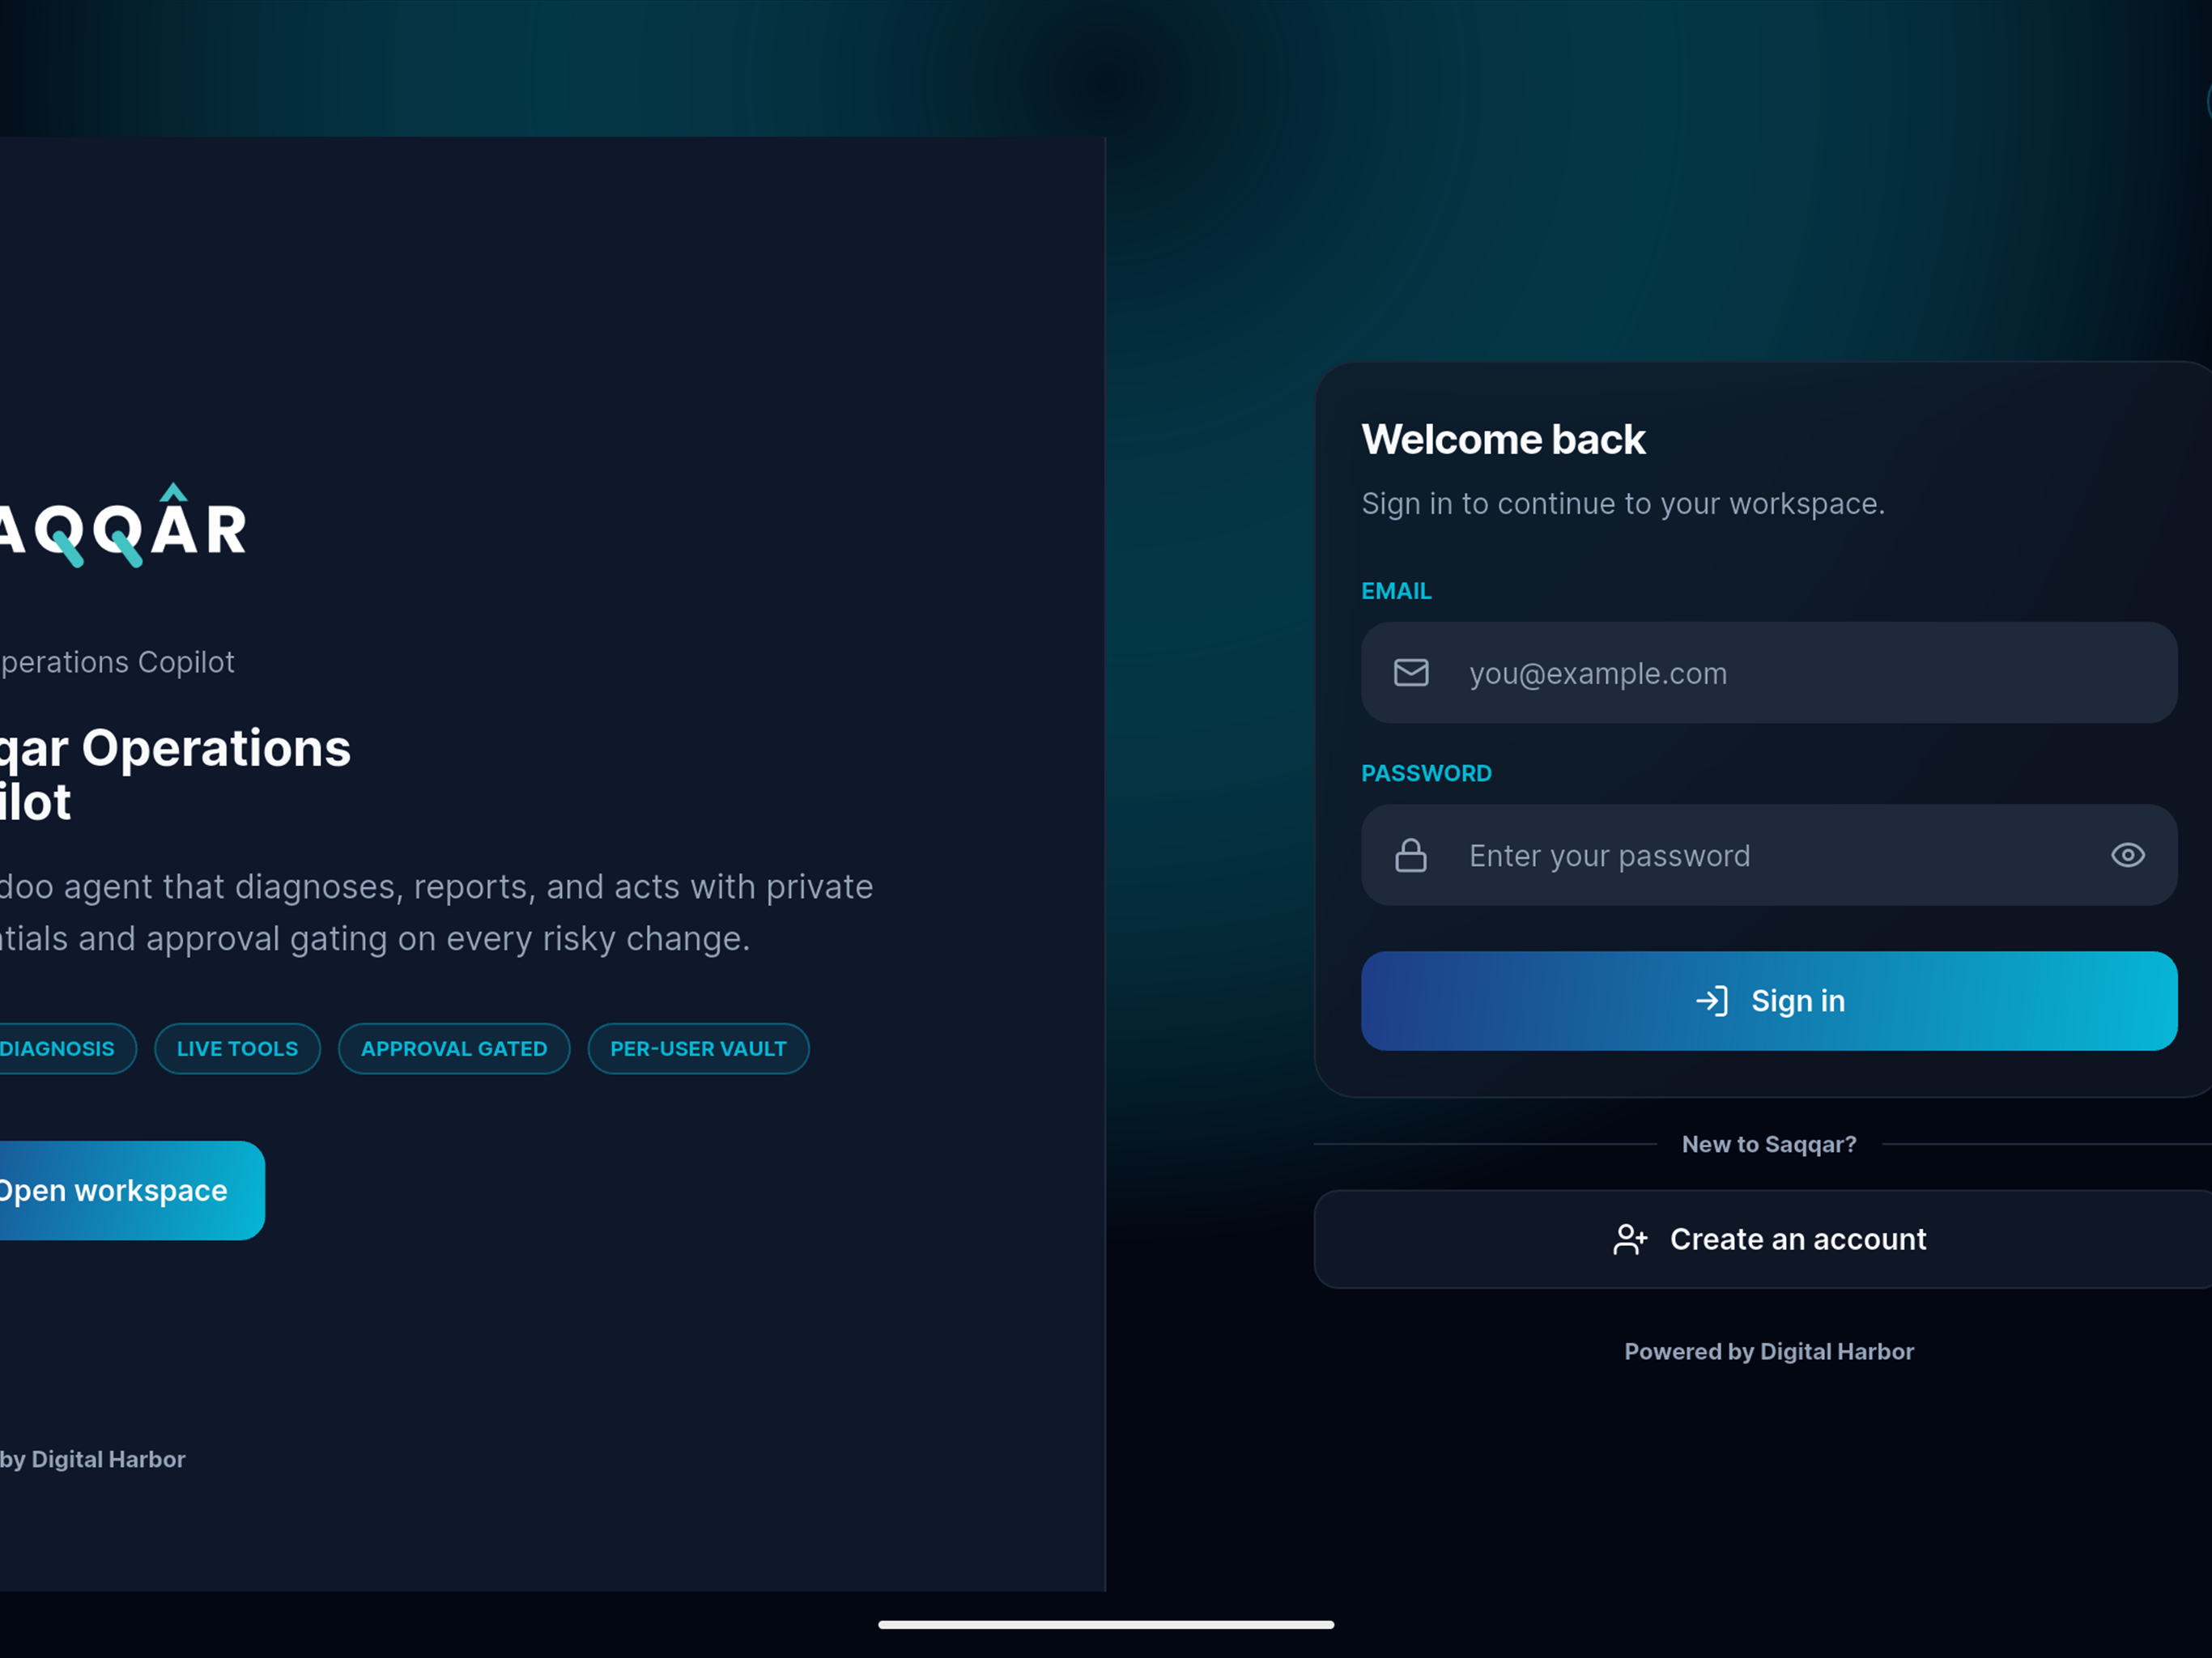 AQQÂR
perations Copilot
qar Operations
ilot
doo agent that diagnoses, reports, and acts with private
tials and approval gating on every risky change.
DIAGNOSIS
LIVE TOOLS
APPROVAL GATED
PER-USER VAULT
Open workspace
by Digital Harbor
Welcome back
Sign in to continue to your workspace.
EMAIL
you@example.com
PASSWORD
Enter your password
Sign in
New to Saqqar?
Create an account
Powered by Digital Harbor